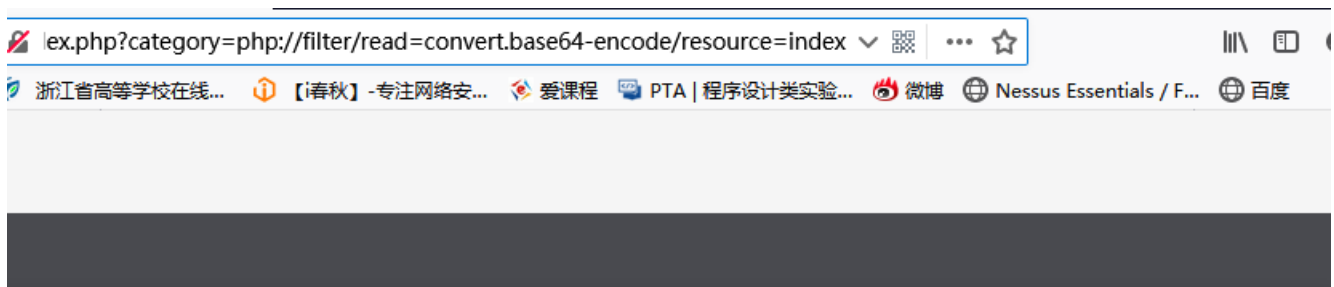 ex.php?category=php://filter/read=convert.base64-encode/resource=index
浙江省高等学校在线... 【i春秋】-专注网络安... 爱课程 PTA | 程序设计类实验... 微博 Nessus Essentials / F... 百度